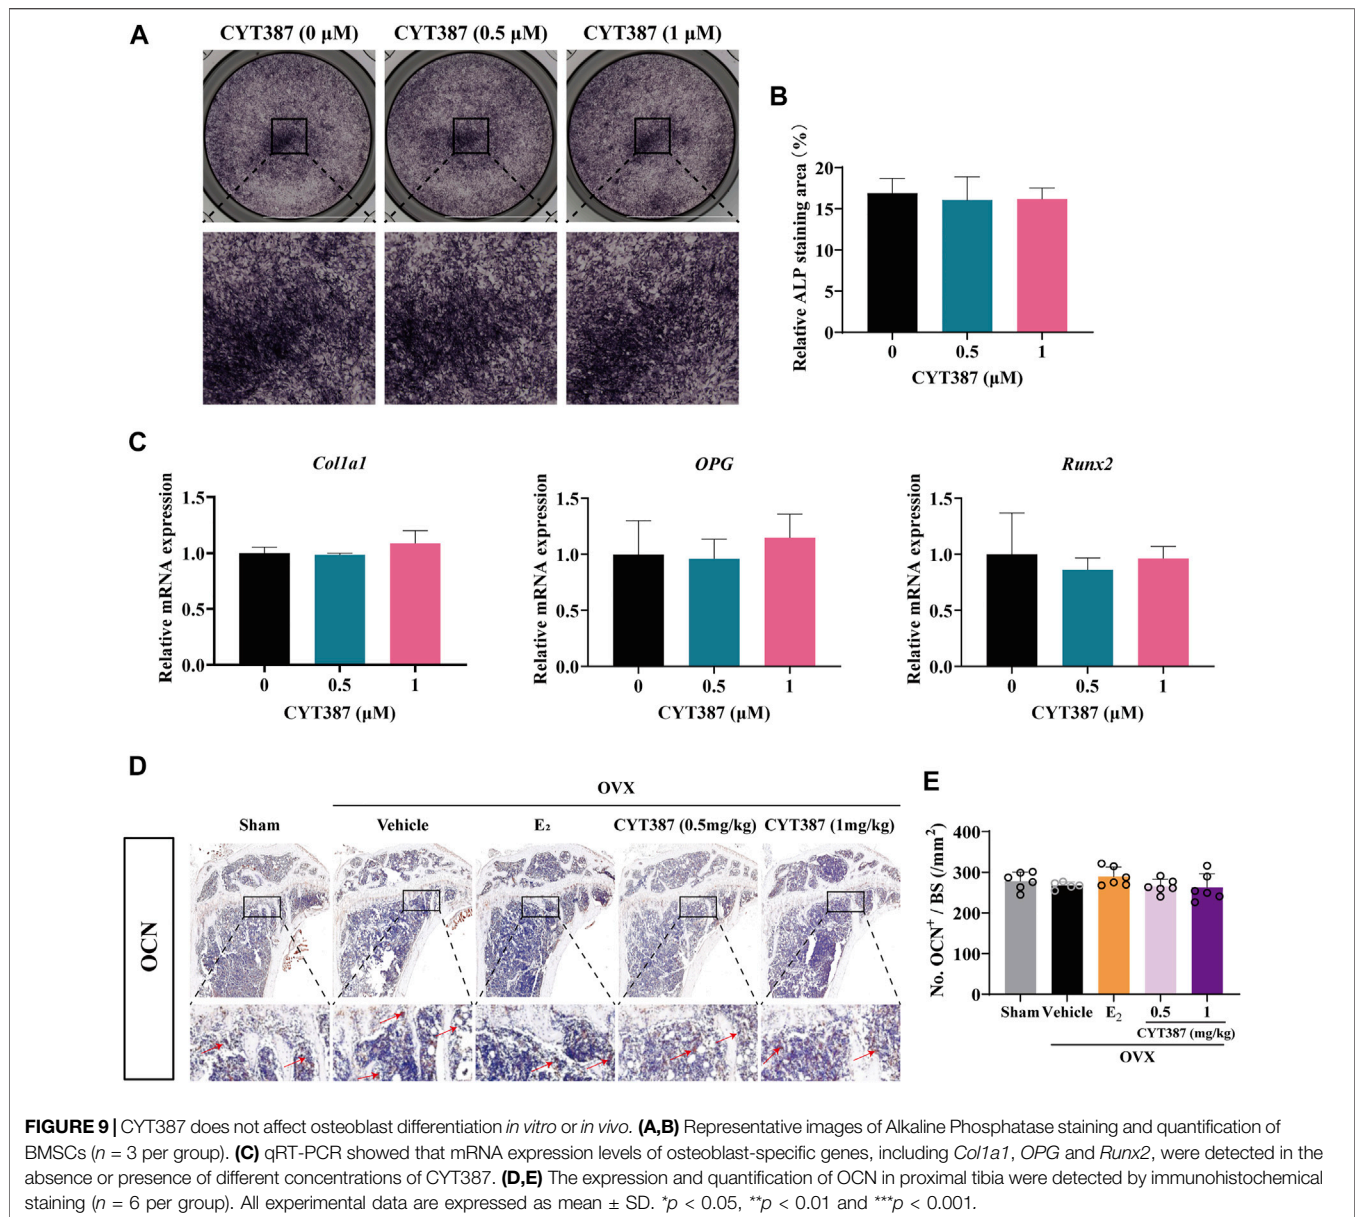 A
CYT387 (0 μM) CYT387 (0.5 μM) CYT387 (1 μM)
B
Relative ALP staining area (%)
20
15
10
5
0
0 0.5 1
CYT387 (μM)
C
Col1a1
Relative mRNA expression
1.5
1.0
0.5
0.0
0 0.5 1
CYT387 (μM)
OPG
Relative mRNA expression
1.5
1.0
0.5
0.0
0 0.5 1
CYT387 (μM)
Runx2
Relative mRNA expression
1.5
1.0
0.5
0.0
0 0.5 1
CYT387 (μM)
D
OVX
Sham Vehicle E₂ CYT387 (0.5mg/kg) CYT387 (1mg/kg)
OCN
E
No. OCN⁺ / BS (/mm²)
400
300
200
100
0
Sham Vehicle E₂ 0.5 1
CYT387 (mg/kg)
OVX
FIGURE 9 | CYT387 does not affect osteoblast differentiation in vitro or in vivo. (A,B) Representative images of Alkaline Phosphatase staining and quantification of
BMSCs (n = 3 per group). (C) qRT-PCR showed that mRNA expression levels of osteoblast-specific genes, including Col1a1, OPG and Runx2, were detected in the
absence or presence of different concentrations of CYT387. (D,E) The expression and quantification of OCN in proximal tibia were detected by immunohistochemical
staining (n = 6 per group). All experimental data are expressed as mean ± SD. *p < 0.05, **p < 0.01 and ***p < 0.001.